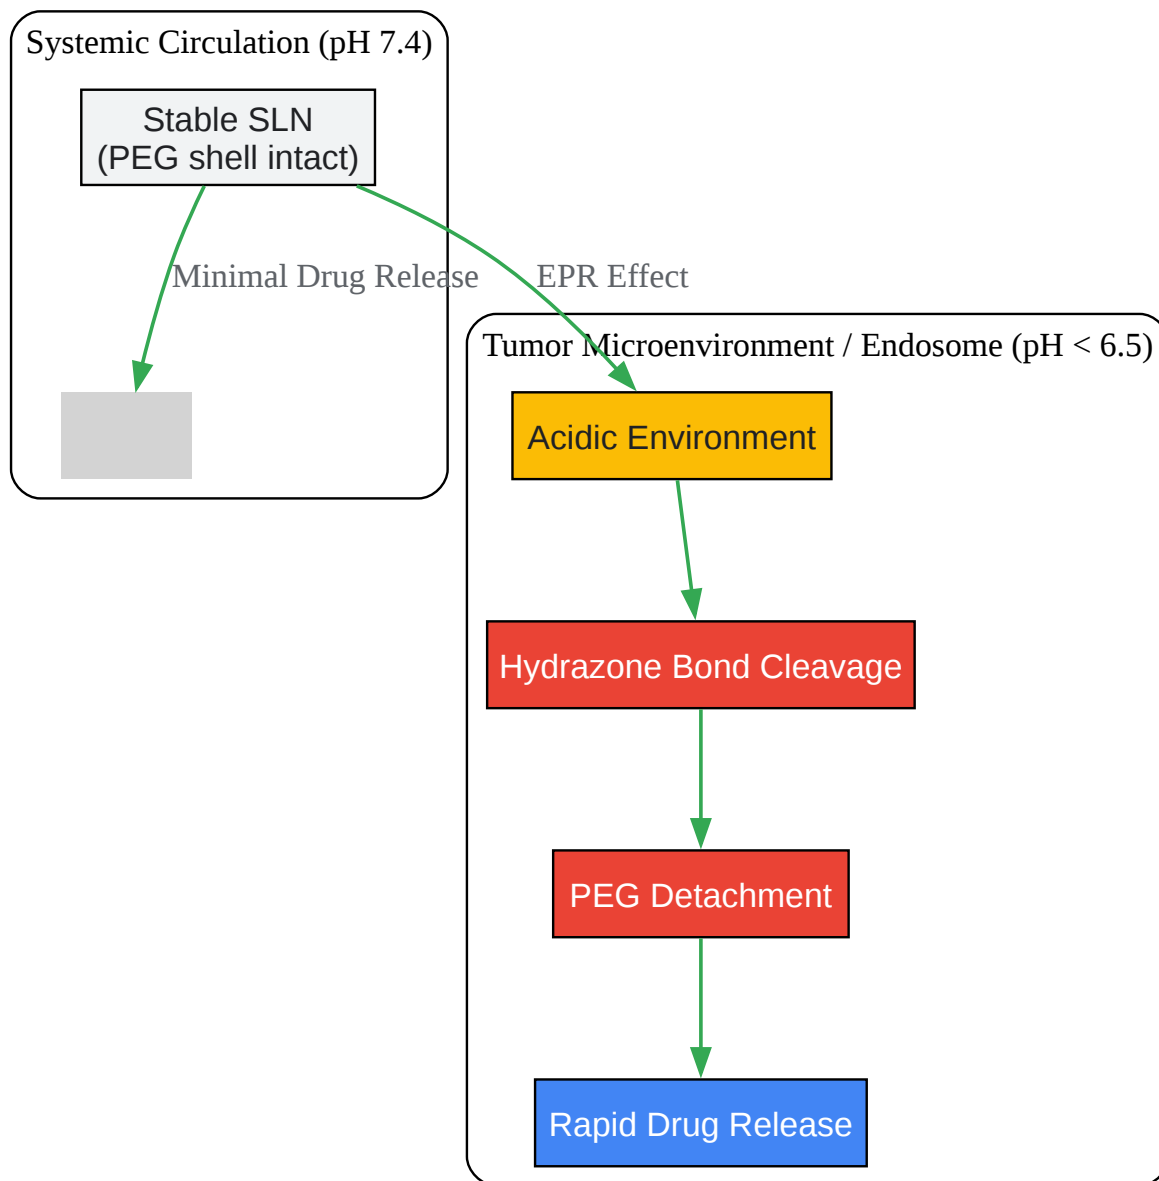 Systemic Circulation (pH 7.4)
Stable SLN
(PEG shell intact)
Minimal Drug Release
EPR Effect
Tumor Microenvironment / Endosome (pH < 6.5)
Acidic Environment
Hydrazone Bond Cleavage
PEG Detachment
Rapid Drug Release